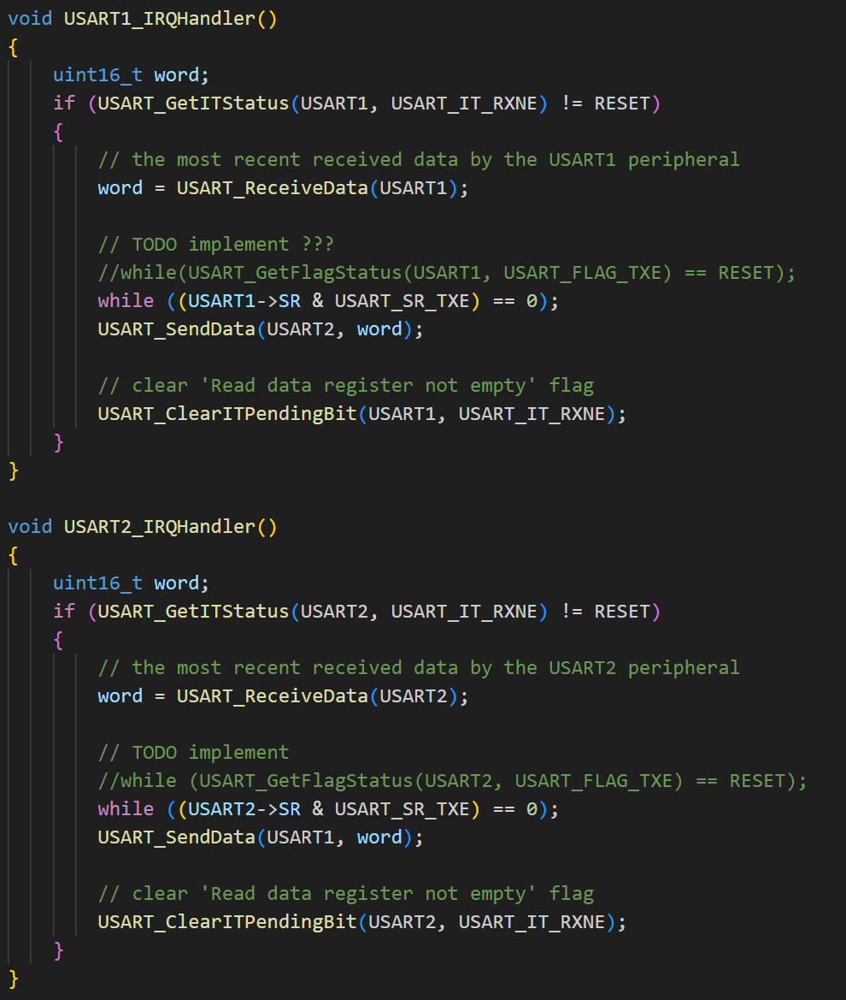 void USART1_IRQHandler()
{
    uint16_t word;
    if (USART_GetITStatus(USART1, USART_IT_RXNE) != RESET)
    {
        // the most recent received data by the USART1 peripheral
        word = USART_ReceiveData(USART1);

        // TODO implement ???
        //while(USART_GetFlagStatus(USART1, USART_FLAG_TXE) == RESET);
        while ((USART1->SR & USART_SR_TXE) == 0);
        USART_SendData(USART2, word);

        // clear 'Read data register not empty' flag
        USART_ClearITPendingBit(USART1, USART_IT_RXNE);
    }
}

void USART2_IRQHandler()
{
    uint16_t word;
    if (USART_GetITStatus(USART2, USART_IT_RXNE) != RESET)
    {
        // the most recent received data by the USART2 peripheral
        word = USART_ReceiveData(USART2);

        // TODO implement
        //while (USART_GetFlagStatus(USART2, USART_FLAG_TXE) == RESET);
        while ((USART2->SR & USART_SR_TXE) == 0);
        USART_SendData(USART1, word);

        // clear 'Read data register not empty' flag
        USART_ClearITPendingBit(USART2, USART_IT_RXNE);
    }
}